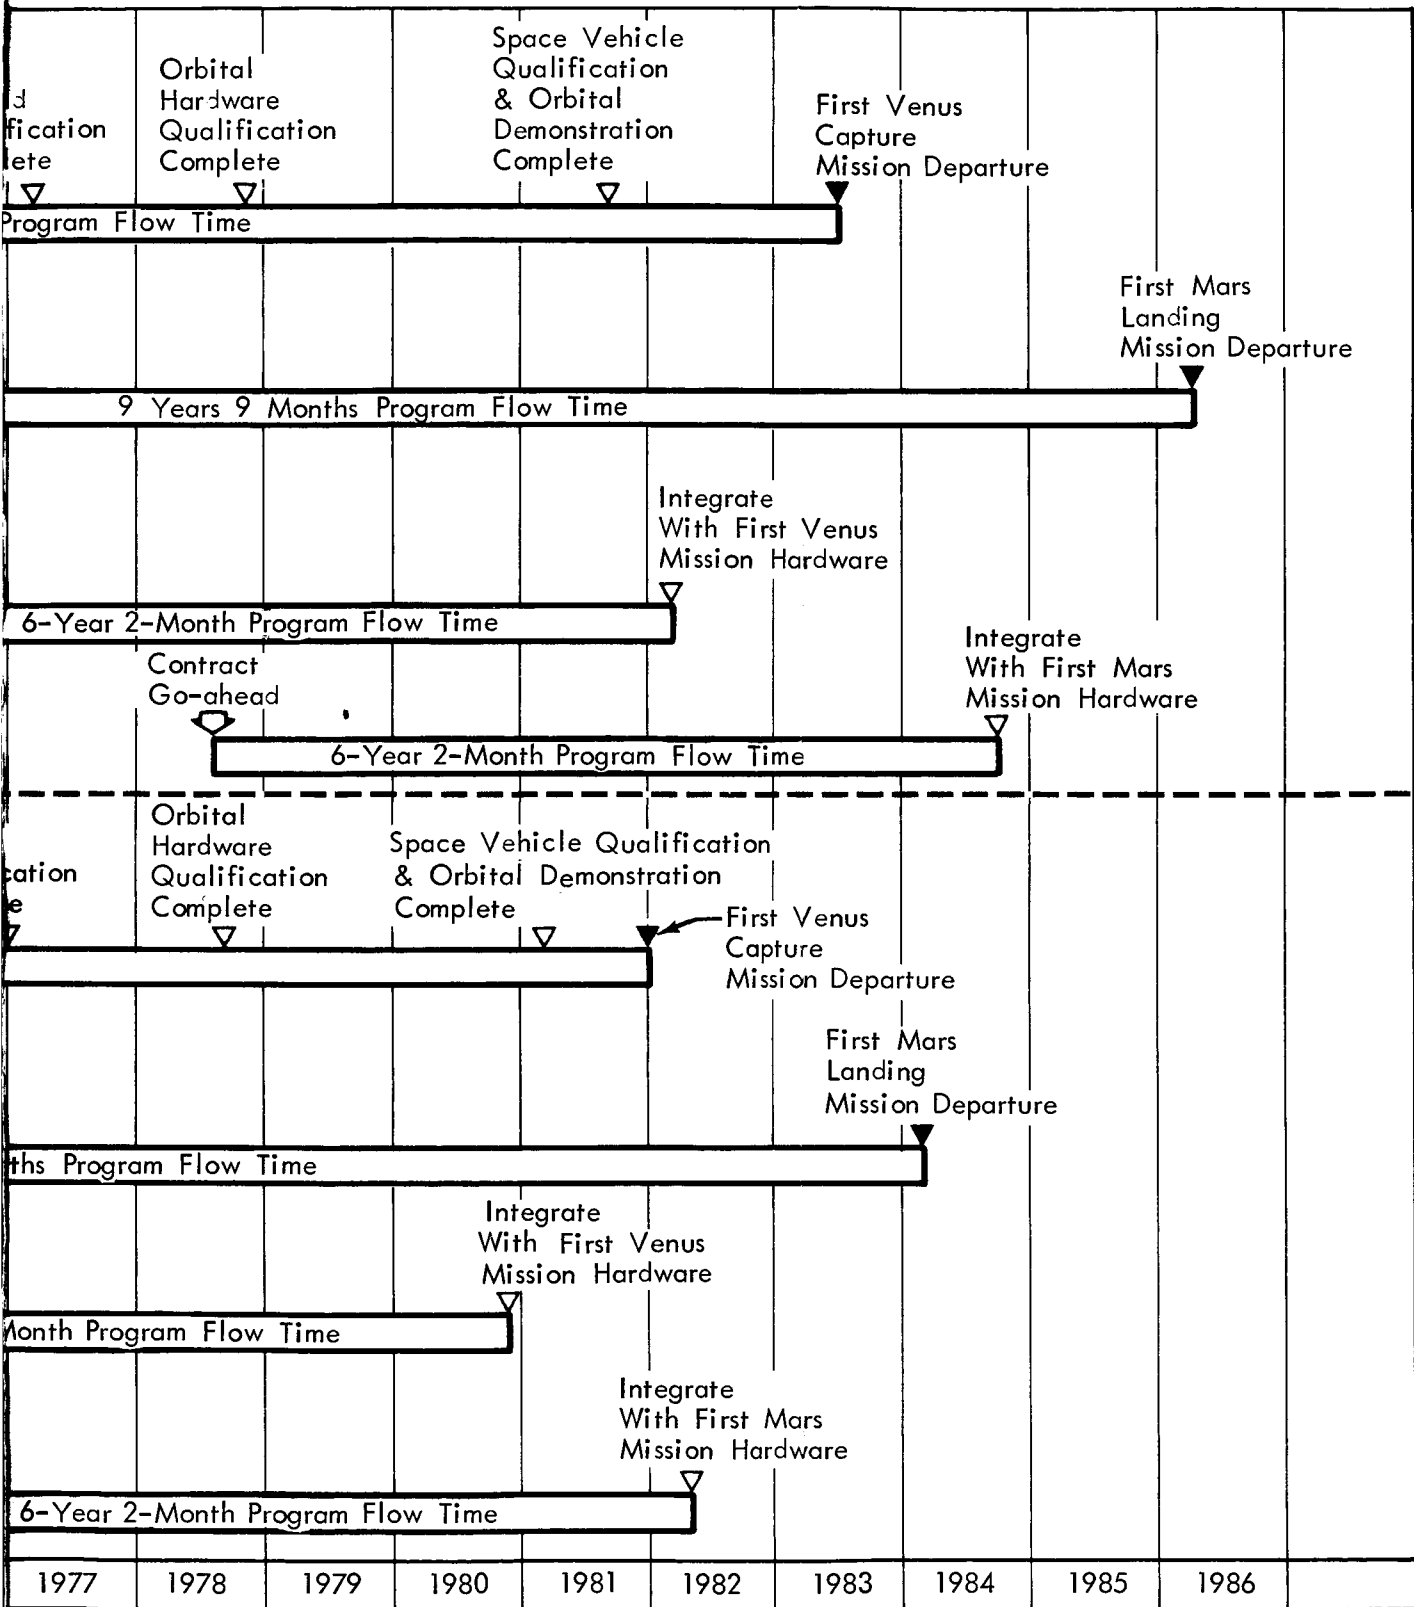 Orbital
Hardware
Qualification
Complete
Space Vehicle
Qualification
& Orbital
Demonstration
Complete
First Venus
Capture
Mission Departure
d
fication
lete
Program Flow Time
First Mars
Landing
Mission Departure
9 Years 9 Months Program Flow Time
Integrate
With First Venus
Mission Hardware
6-Year 2-Month Program Flow Time
Contract
Go-ahead
Integrate
With First Mars
Mission Hardware
6-Year 2-Month Program Flow Time
cation
e
Orbital
Hardware
Qualification
Complete
Space Vehicle Qualification
& Orbital Demonstration
Complete
First Venus
Capture
Mission Departure
First Mars
Landing
Mission Departure
ths Program Flow Time
Integrate
With First Venus
Mission Hardware
Month Program Flow Time
Integrate
With First Mars
Mission Hardware
6-Year 2-Month Program Flow Time
1977 1978 1979 1980 1981 1982 1983 1984 1985 1986